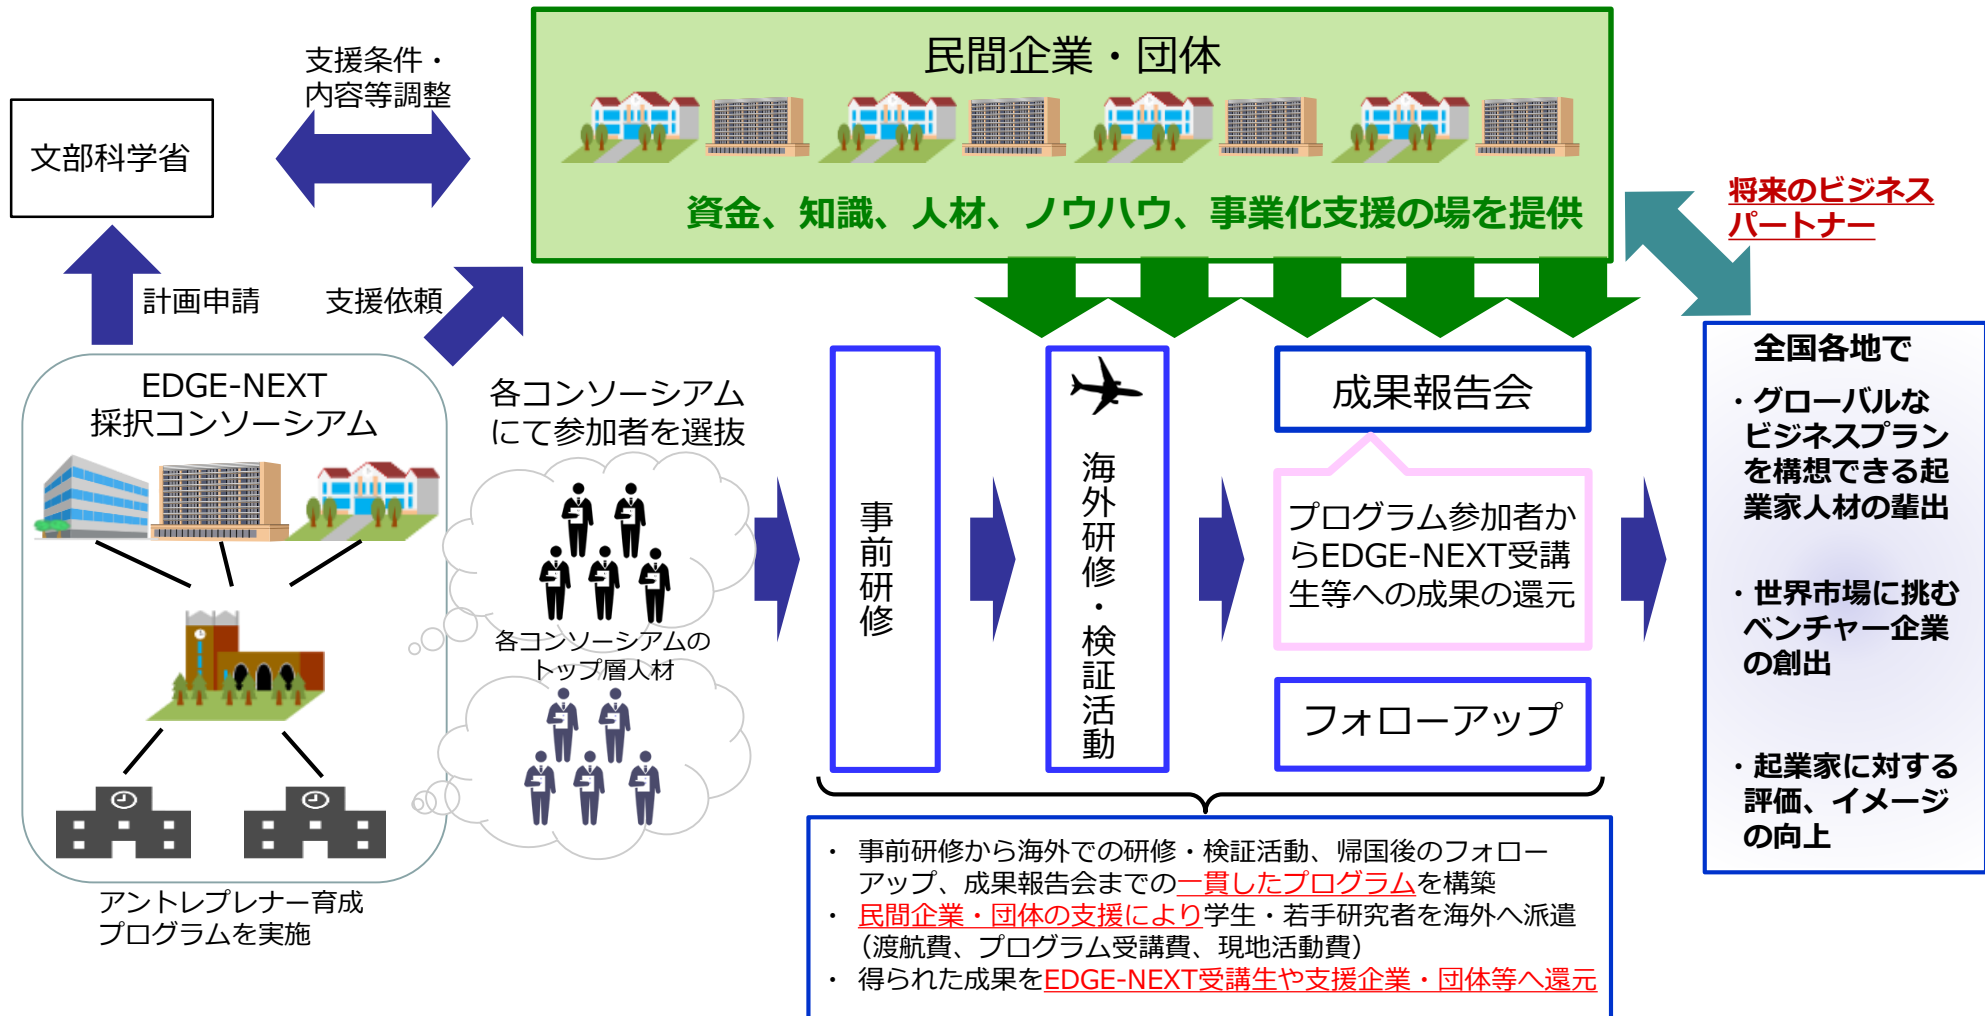 支援条件・
内容等調整
民間企業・団体
文部科学省
資金、知識、人材、ノウハウ、事業化支援の場を提供
将来のビジネス
パートナー
計画申請
支援依頼
EDGE-NEXT
採択コンソーシアム
アントレプレナー育成
プログラムを実施
各コンソーシアム
にて参加者を選抜
各コンソーシアムの
トップ層人材
事前研修
海外研修・検証活動
成果報告会
プログラム参加者か
らEDGE-NEXT受講
生等への成果の還元
フォローアップ
全国各地で
・グローバルな
ビジネスプラン
を構想できる起
業家人材の輩出
・世界市場に挑む
ベンチャー企業
の創出
・起業家に対する
評価、イメージ
の向上
・ 事前研修から海外での研修・検証活動、帰国後のフォロー
アップ、成果報告会までの一貫したプログラムを構築
・ 民間企業・団体の支援により学生・若手研究者を海外へ派遣
（渡航費、プログラム受講費、現地活動費）
・ 得られた成果をEDGE-NEXT受講生や支援企業・団体等へ還元